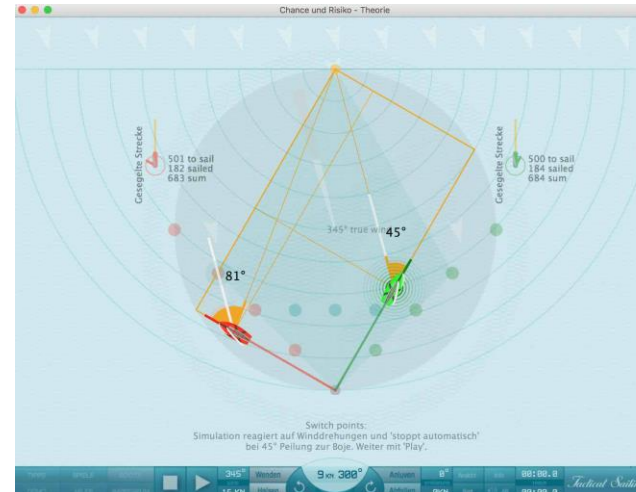 Chance und Risiko - Theorie
Gesegelte Strecke
501 to sail
182 sailed
683 sum
Gesegelte Strecke
500 to sail
184 sailed
684 sum
345° true
45°
81°
Switch points:
Simulation reagiert auf Winddrehungen und 'stoppt automatisch'
bei 45° Peilung zur Boje. Weiter mit 'Play'.
345° Wenden
9 KN 300°
Anluven 0°
00:00.0
Tactical